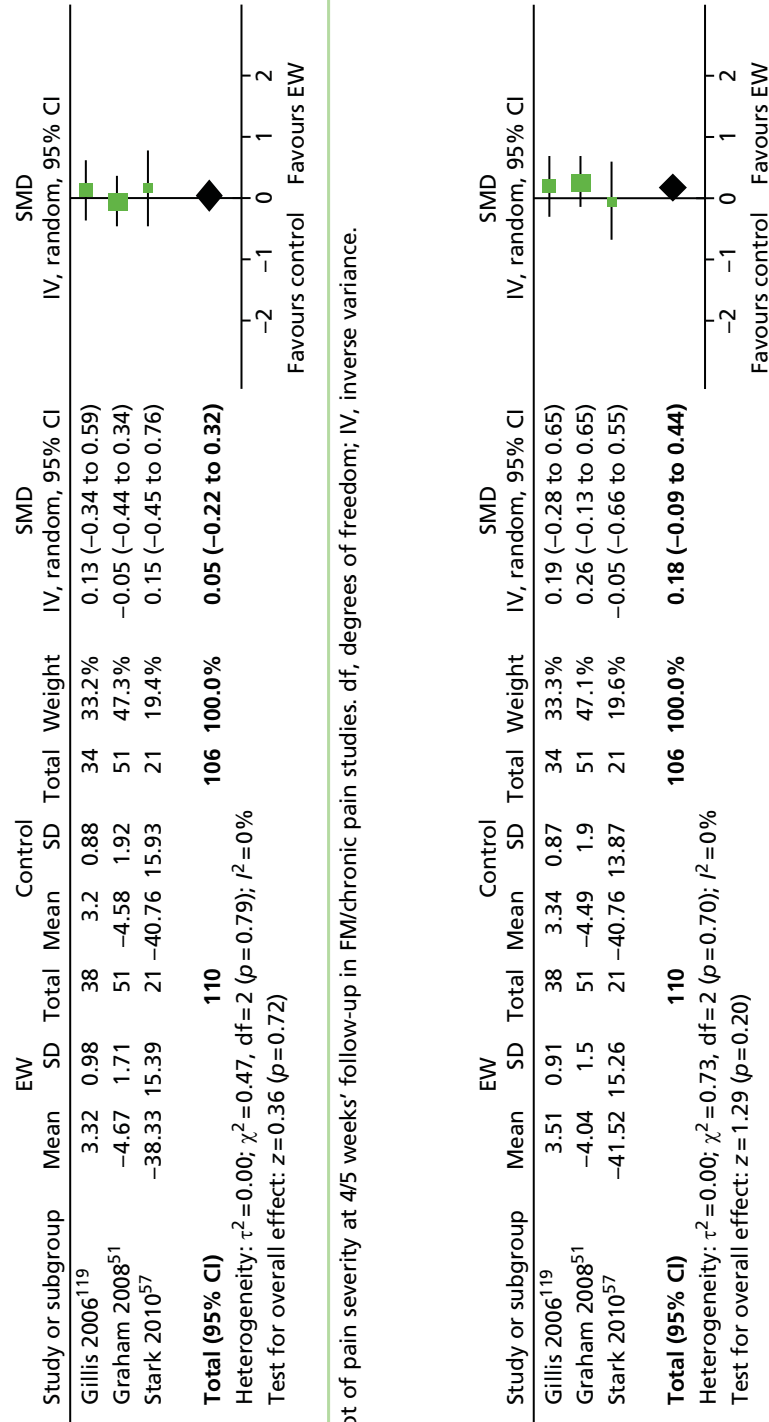 EW Control SMD SMD
Study or subgroup Mean SD Total Mean SD Total Weight IV, random, 95% CI IV, random, 95% CI
Gillis 2006¹¹⁹ 3.32 0.98 38 3.2 0.88 34 33.2% 0.13 (−0.34 to 0.59)
Graham 2008⁵¹ −4.67 1.71 51 −4.58 1.92 51 47.3% −0.05 (−0.44 to 0.34)
Stark 2010⁵⁷ −38.33 15.39 21 −40.76 15.93 21 19.4% 0.15 (−0.45 to 0.76)
Total (95% CI) 110 106 100.0% 0.05 (−0.22 to 0.32)
Heterogeneity: τ²=0.00; χ²=0.47, df=2 (p=0.79); I²=0%
Test for overall effect: z=0.36 (p=0.72)
−2 −1 0 1 2
Favours control Favours EW
ot of pain severity at 4/5 weeks’ follow-up in FM/chronic pain studies. df, degrees of freedom; IV, inverse variance.
EW Control SMD SMD
Study or subgroup Mean SD Total Mean SD Total Weight IV, random, 95% CI IV, random, 95% CI
Gillis 2006¹¹⁹ 3.51 0.91 38 3.34 0.87 34 33.3% 0.19 (−0.28 to 0.65)
Graham 2008⁵¹ −4.04 1.5 51 −4.49 1.9 51 47.1% 0.26 (−0.13 to 0.65)
Stark 2010⁵⁷ −41.52 15.26 21 −40.76 13.87 21 19.6% −0.05 (−0.66 to 0.55)
Total (95% CI) 110 106 100.0% 0.18 (−0.09 to 0.44)
Heterogeneity: τ²=0.00; χ²=0.73, df=2 (p=0.70); I²=0%
Test for overall effect: z=1.29 (p=0.20)
−2 −1 0 1 2
Favours control Favours EW